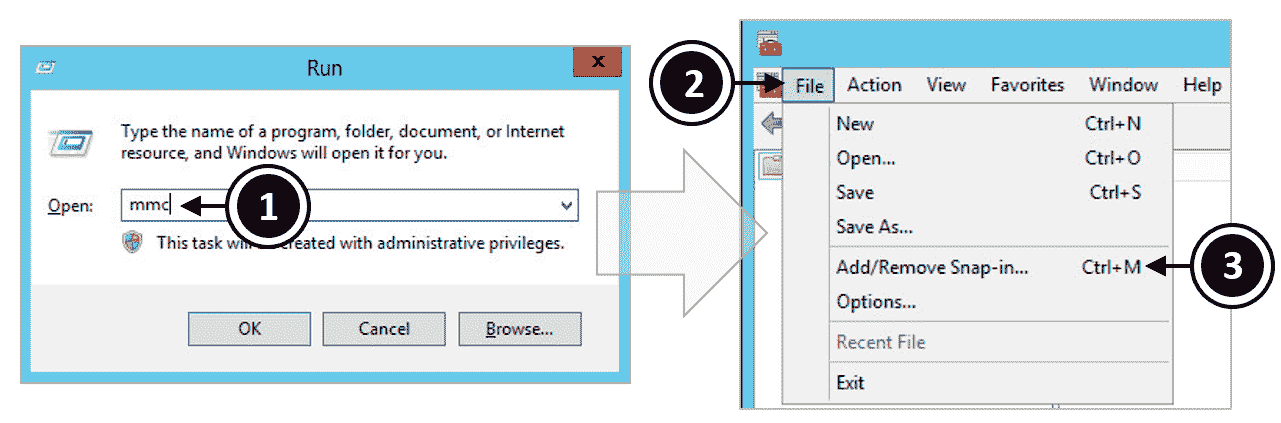 Run
x
Type the name of a program, folder, document, or Internet
resource, and Windows will open it for you.
Open: mmc
1
This task will created with administrative privileges.
OK Cancel Browse...
2
File Action View Favorites Window Help
New Ctrl+N
Open... Ctrl+O
Save Ctrl+S
Save As...
Add/Remove Snap-in... Ctrl+M
3
Options...
Recent File
Exit